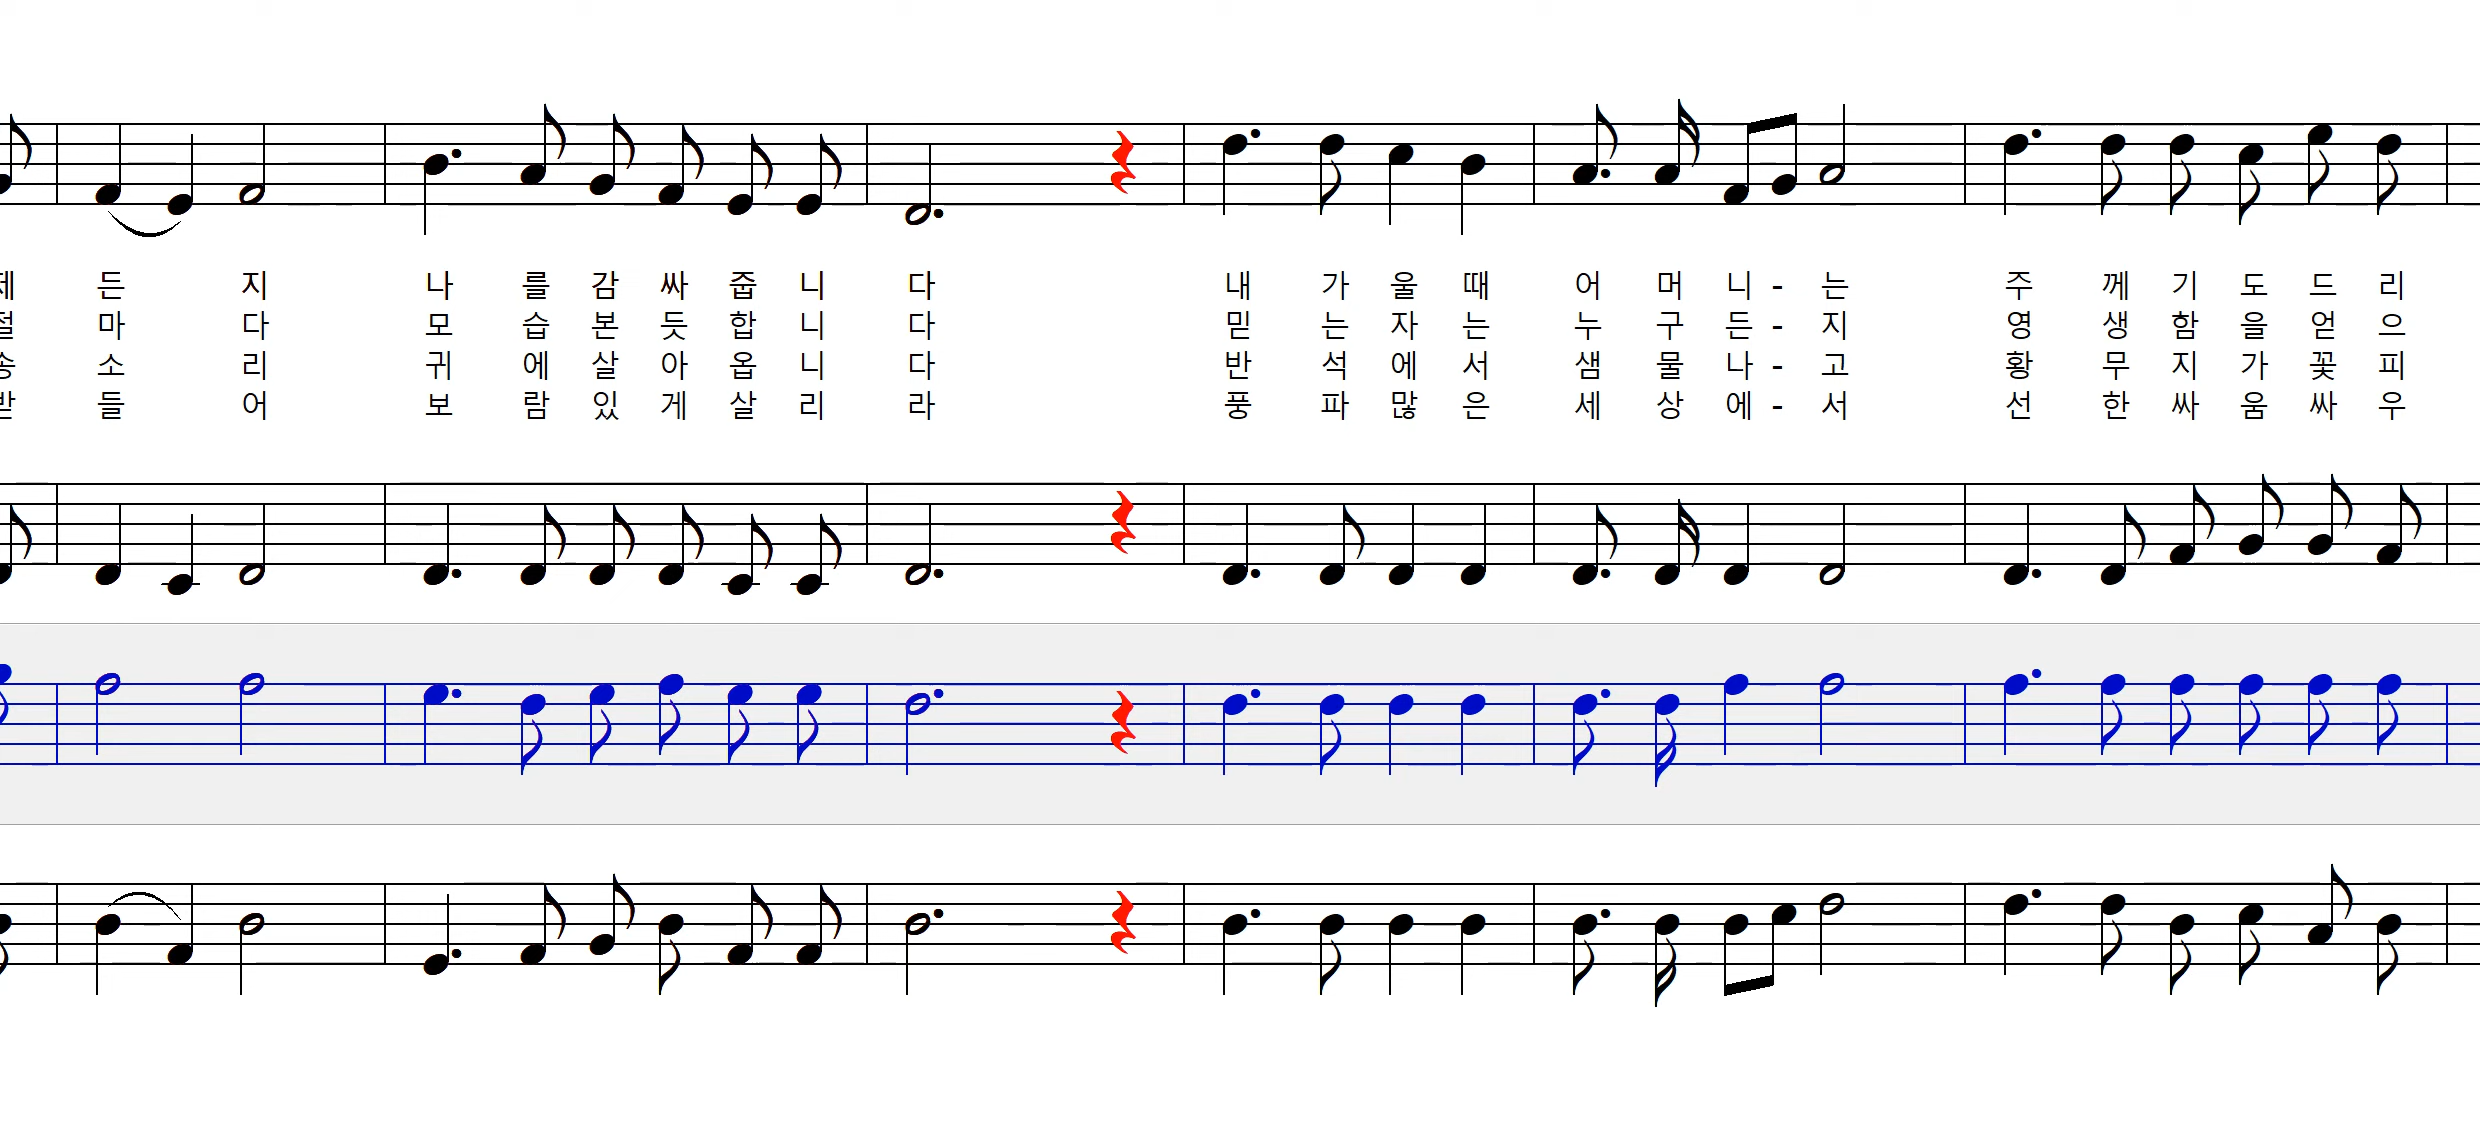 든 지 나 를 감 싸 줍 니 다 내 가 울 때 어 머 니 - 는 주 께 기 도 드 리
절 마 다 모 습 본 듯 합 니 다 믿 는 자 는 누 구 든 - 지 영 생 함 을 얻 으
송 소 리 귀 에 살 아 옵 니 다 반 석 에 서 샘 물 나 - 고 황 무 지 가 꽃 피
받 들 어 보 람 있 게 살 리 라 풍 파 많 은 세 상 에 - 서 선 한 싸 움 싸 우